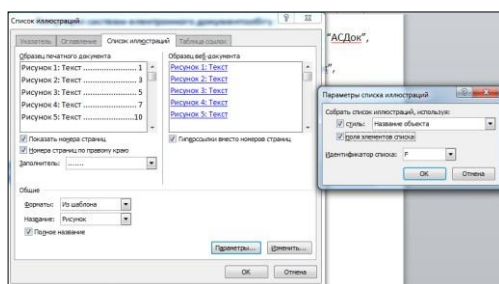 Список иллюстраций
Указатель Оглавление Список иллюстраций Таблица ссылок
Образец печатного документа
Рисунок 1: Текст ........................... 1
Рисунок 2: Текст ........................... 3
Рисунок 3: Текст ........................... 5
Рисунок 4: Текст ........................... 7
Рисунок 5: Текст ...........................10
Образец веб-документа
Рисунок 1: Текст
Рисунок 2: Текст
Рисунок 3: Текст
Рисунок 4: Текст
Рисунок 5: Текст
Показать номера страниц
Номера страниц по правому краю
Заполнитель: .......
Гиперссылки вместо номеров страниц
Общие
Форматы: Из шаблона
Название: Рисунок
Полное название
Параметры... Изменить...
ОК Отмена
"АСДок",
Параметры списка иллюстраций
Собрать список иллюстраций, используя:
стиль: Название объекта
поля элементов списка
Идентификатор списка: F
ОК Отмена